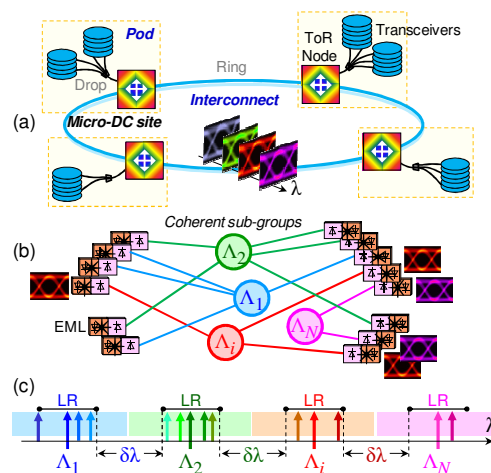 Pod
ToR
Node
Transceivers
Ring
Drop
Interconnect
Micro-DC site
(a)
λ
Coherent sub-groups
(b)
Λ2
Λ1
EML
Λi
ΛN
(c)
LR LR LR LR
λ
Λ1 δλ Λ2 δλ Λi δλ ΛN